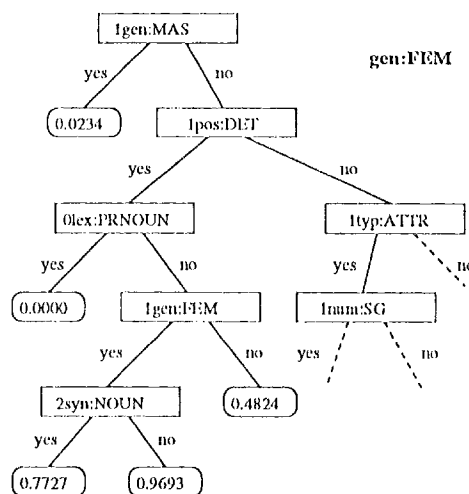 1gen:MAS
gen:FEM
yes
no
0.0234
1pos:DET
yes
no
0lex:PRNOUN
1typ:ATTR
yes
no
yes
no
0.0000
1gen:FEM
1num:SG
yes
no
yes
no
2syn:NOUN
0.4824
yes
no
0.7727
0.9693